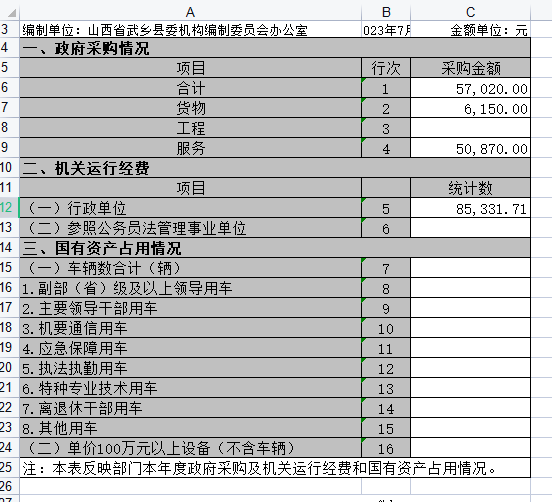 A B C
3 编制单位:山西省武乡县委机构编制委员会办公室 023年7月 金额单位:元
4 一、政府采购情况
5 项目 行次 采购金额
6 合计 1 57,020.00
7 货物 2 6,150.00
8 工程 3
9 服务 4 50,870.00
10 二、机关运行经费
11 项目 统计数
12 (一)行政单位 5 85,331.71
13 (二)参照公务员法管理事业单位 6
14 三、国有资产占用情况
15 (一)车辆数合计(辆) 7
16 1.副部(省)级及以上领导用车 8
17 2.主要领导干部用车 9
18 3.机要通信用车 10
19 4.应急保障用车 11
20 5.执法执勤用车 12
21 6.特种专业技术用车 13
22 7.离退休干部用车 14
23 8.其他用车 15
24 (二)单价100万元以上设备(不含车辆) 16
25 注:本表反映部门本年度政府采购及机关运行经费和国有资产占用情况。
26